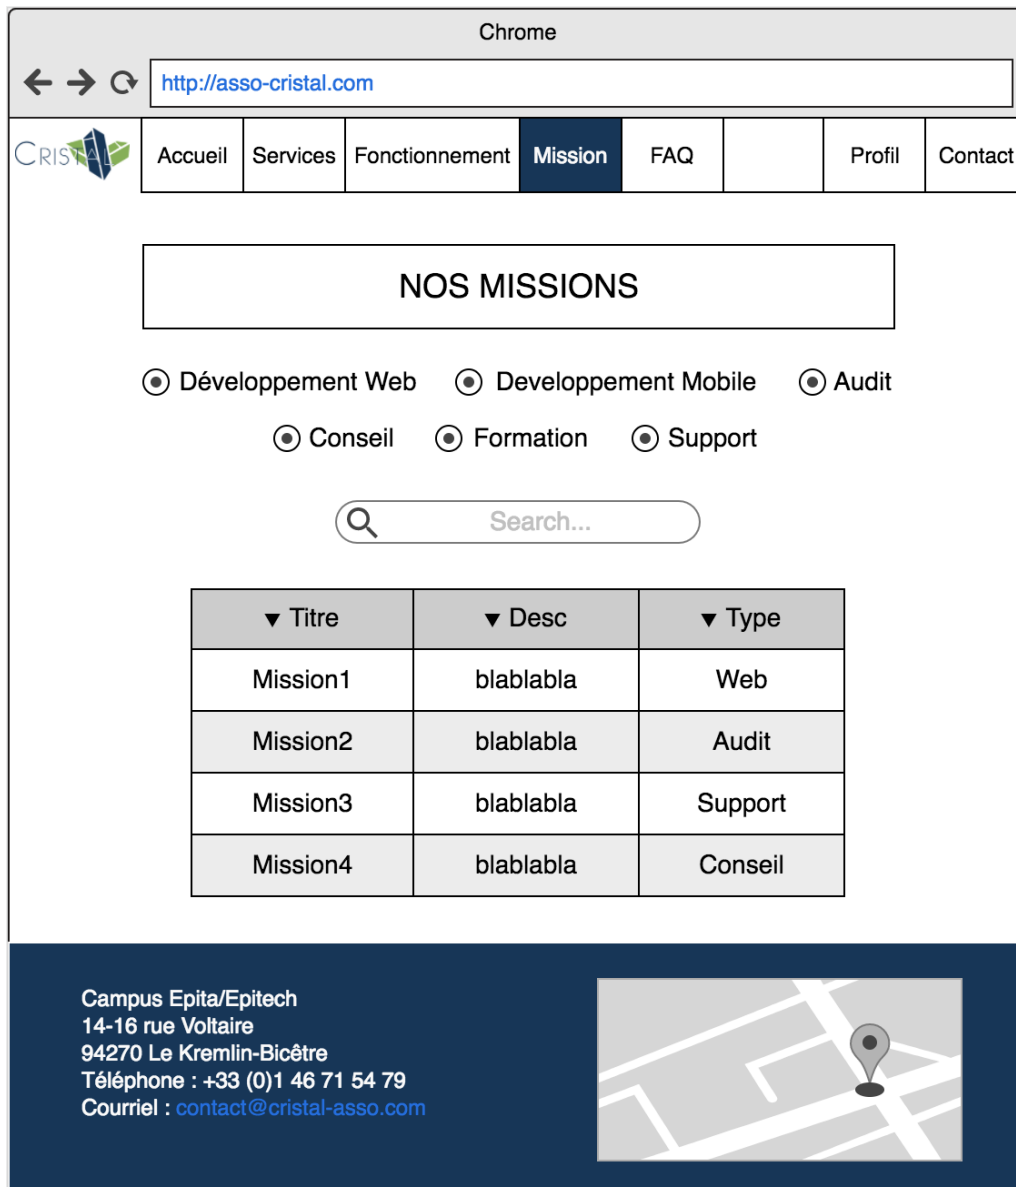 Chrome
http://asso-cristal.com
CRISTAL Accueil Services Fonctionnement Mission FAQ Profil Contact
NOS MISSIONS
Développement Web Developpement Mobile Audit
Conseil Formation Support
Search...
▼ Titre ▼ Desc ▼ Type
Mission1 blablabla Web
Mission2 blablabla Audit
Mission3 blablabla Support
Mission4 blablabla Conseil
Campus Epita/Epitech
14-16 rue Voltaire
94270 Le Kremlin-Bicêtre
Téléphone : +33 (0)1 46 71 54 79
Courriel : contact@cristal-asso.com